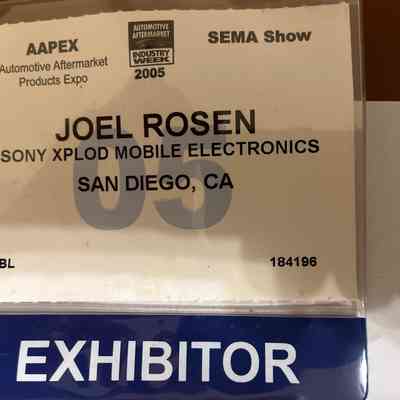 AAPEX
Automotive Aftermarket
Products Expo
AUTOMOTIVE
AFTERMARKET
INDUSTRY
WEEK
2005
SEMA Show
05
JOEL ROSEN
SONY XPLOD MOBILE ELECTRONICS
SAN DIEGO, CA
BL
184196
EXHIBITOR